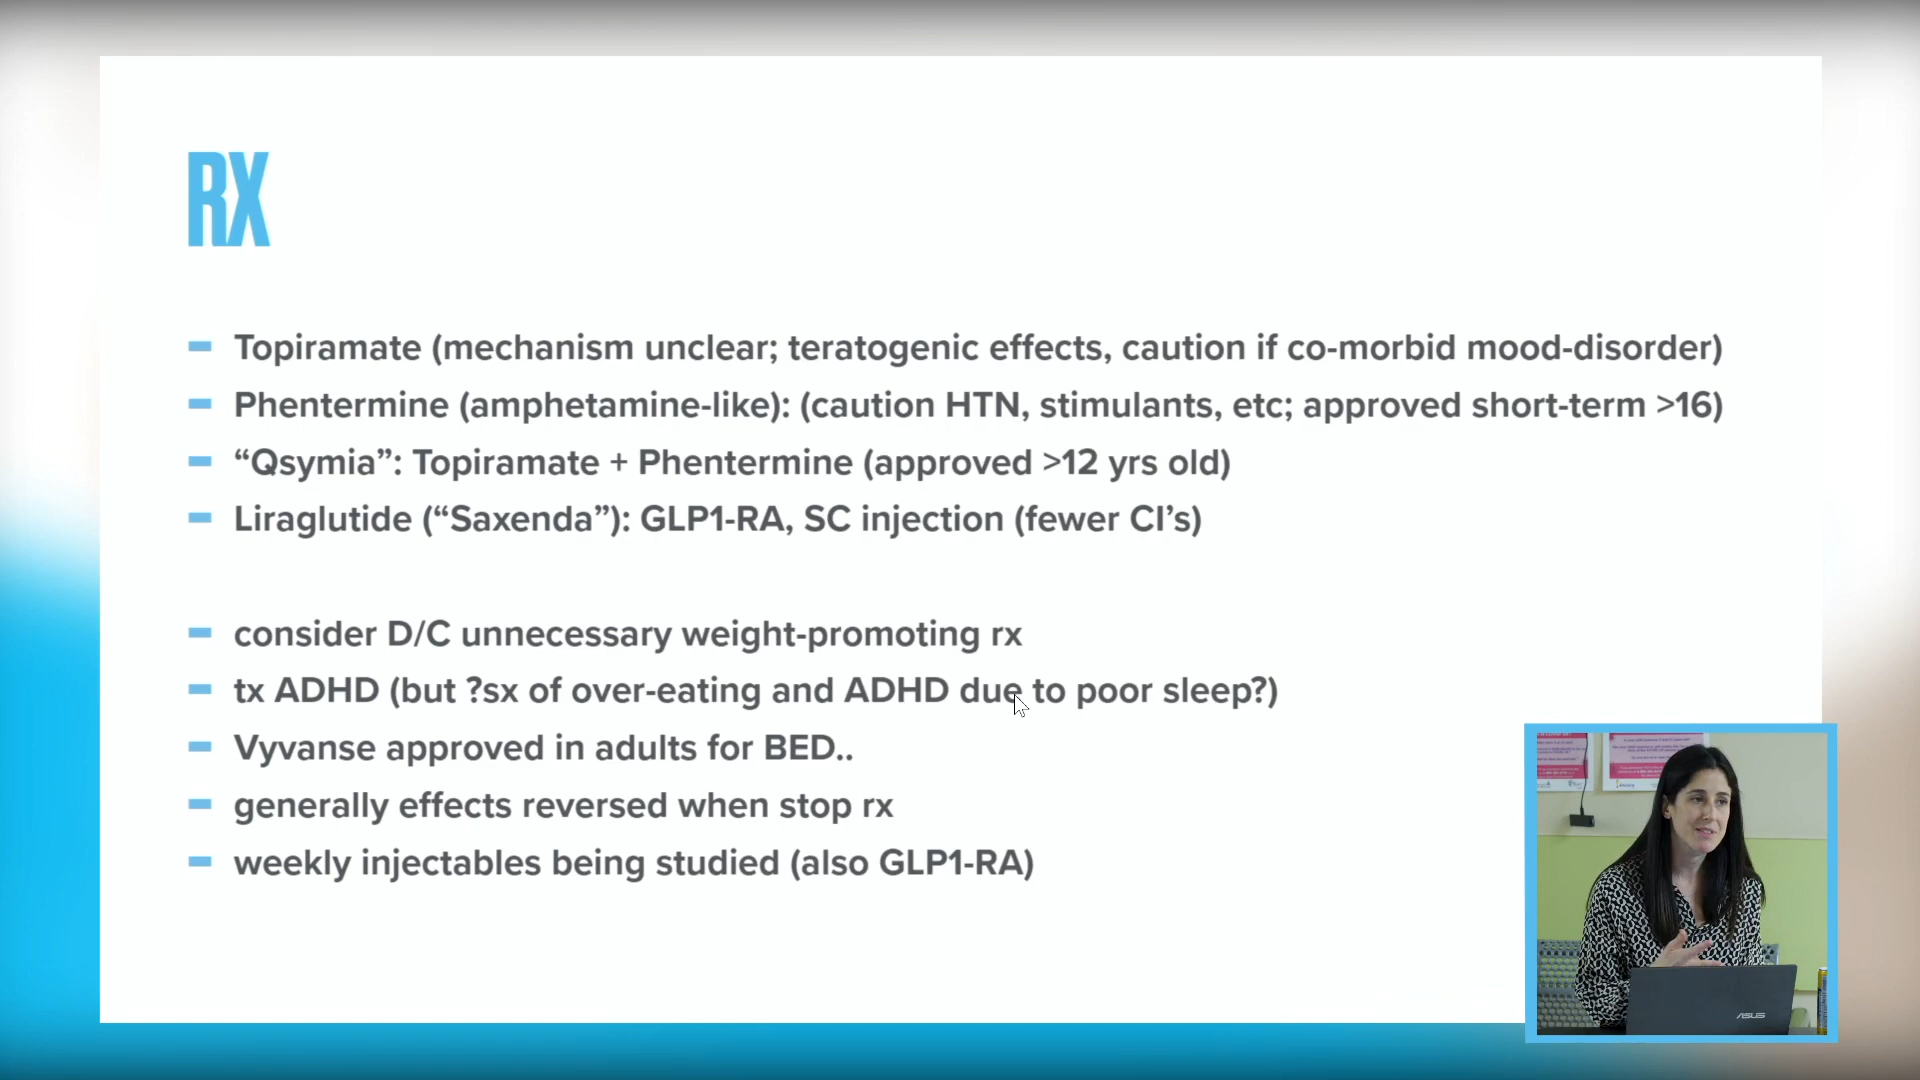 RX
Topiramate (mechanism unclear; teratogenic effects, caution if co-morbid mood-disorder)
Phentermine (amphetamine-like): (caution HTN, stimulants, etc; approved short-term >16)
“Qsymia”: Topiramate + Phentermine (approved >12 yrs old)
Liraglutide (“Saxenda”): GLP1-RA, SC injection (fewer CI’s)
consider D/C unnecessary weight-promoting rx
tx ADHD (but ?sx of over-eating and ADHD due to poor sleep?)
Vyvanse approved in adults for BED..
generally effects reversed when stop rx
weekly injectables being studied (also GLP1-RA)
ASUS